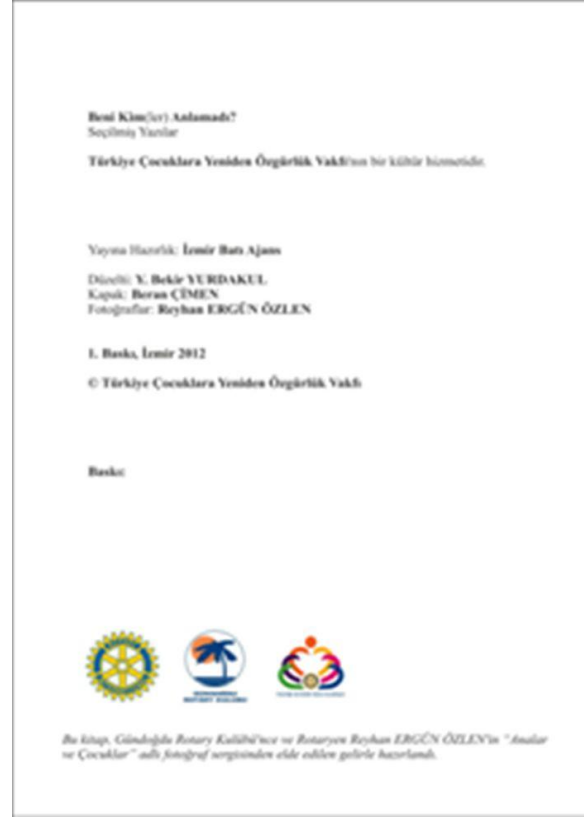 Beni Kim(ler) Anlamadı?
Seçilmiş Yazılar
Türkiye Çocuklara Yeniden Özgürlük Vakfı'nın bir kültür hizmetidir.
Yayına Hazırlık: İzmir Batı Ajans
Düzelti: Y. Bekir YURDAKUL
Kapak: Beran ÇİMEN
Fotoğraflar: Reyhan ERGÜN ÖZLEN
1. Baskı, İzmir 2012
© Türkiye Çocuklara Yeniden Özgürlük Vakfı
Baskı:
ROTARY KULÜBÜ
Bu kitap, Gündoğdu Rotary Kulübü'nce ve Rotaryen Reyhan ERGÜN ÖZLEN'in "Analar
ve Çocuklar" adlı fotoğraf sergisinden elde edilen gelirle hazırlandı.